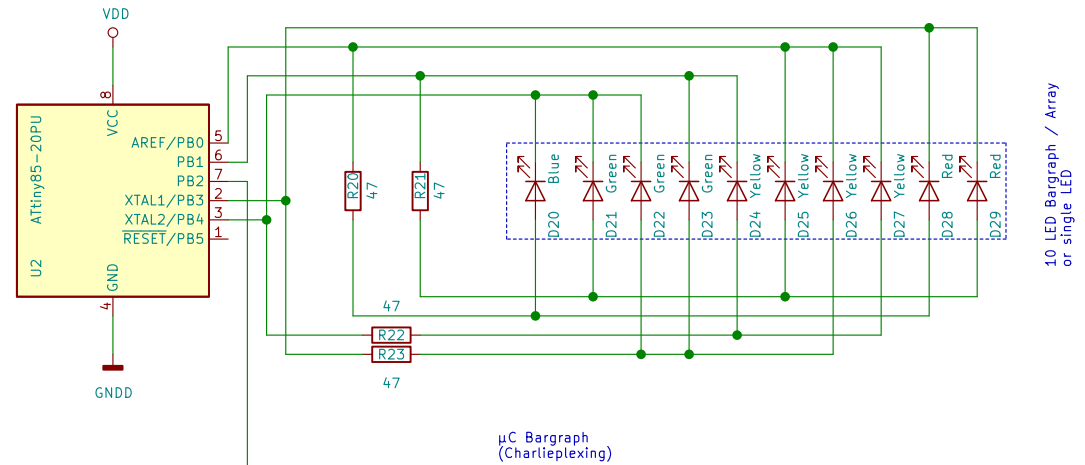 VDD
8
VCC
ATtiny85-20PU
U2
AREF/PB0
5
PB1
6
PB2
7
XTAL1/PB3
2
XTAL2/PB4
3
RESET/PB5
1
GND
4
GNDD
R20
47
R21
47
47
R22
R23
47
Blue
D20
Green
D21
Green
D22
Green
D23
Yellow
D24
Yellow
D25
Yellow
D26
Yellow
D27
Red
D28
Red
D29
10 LED Bargraph / Array
or single LED
µC Bargraph
(Charlieplexing)